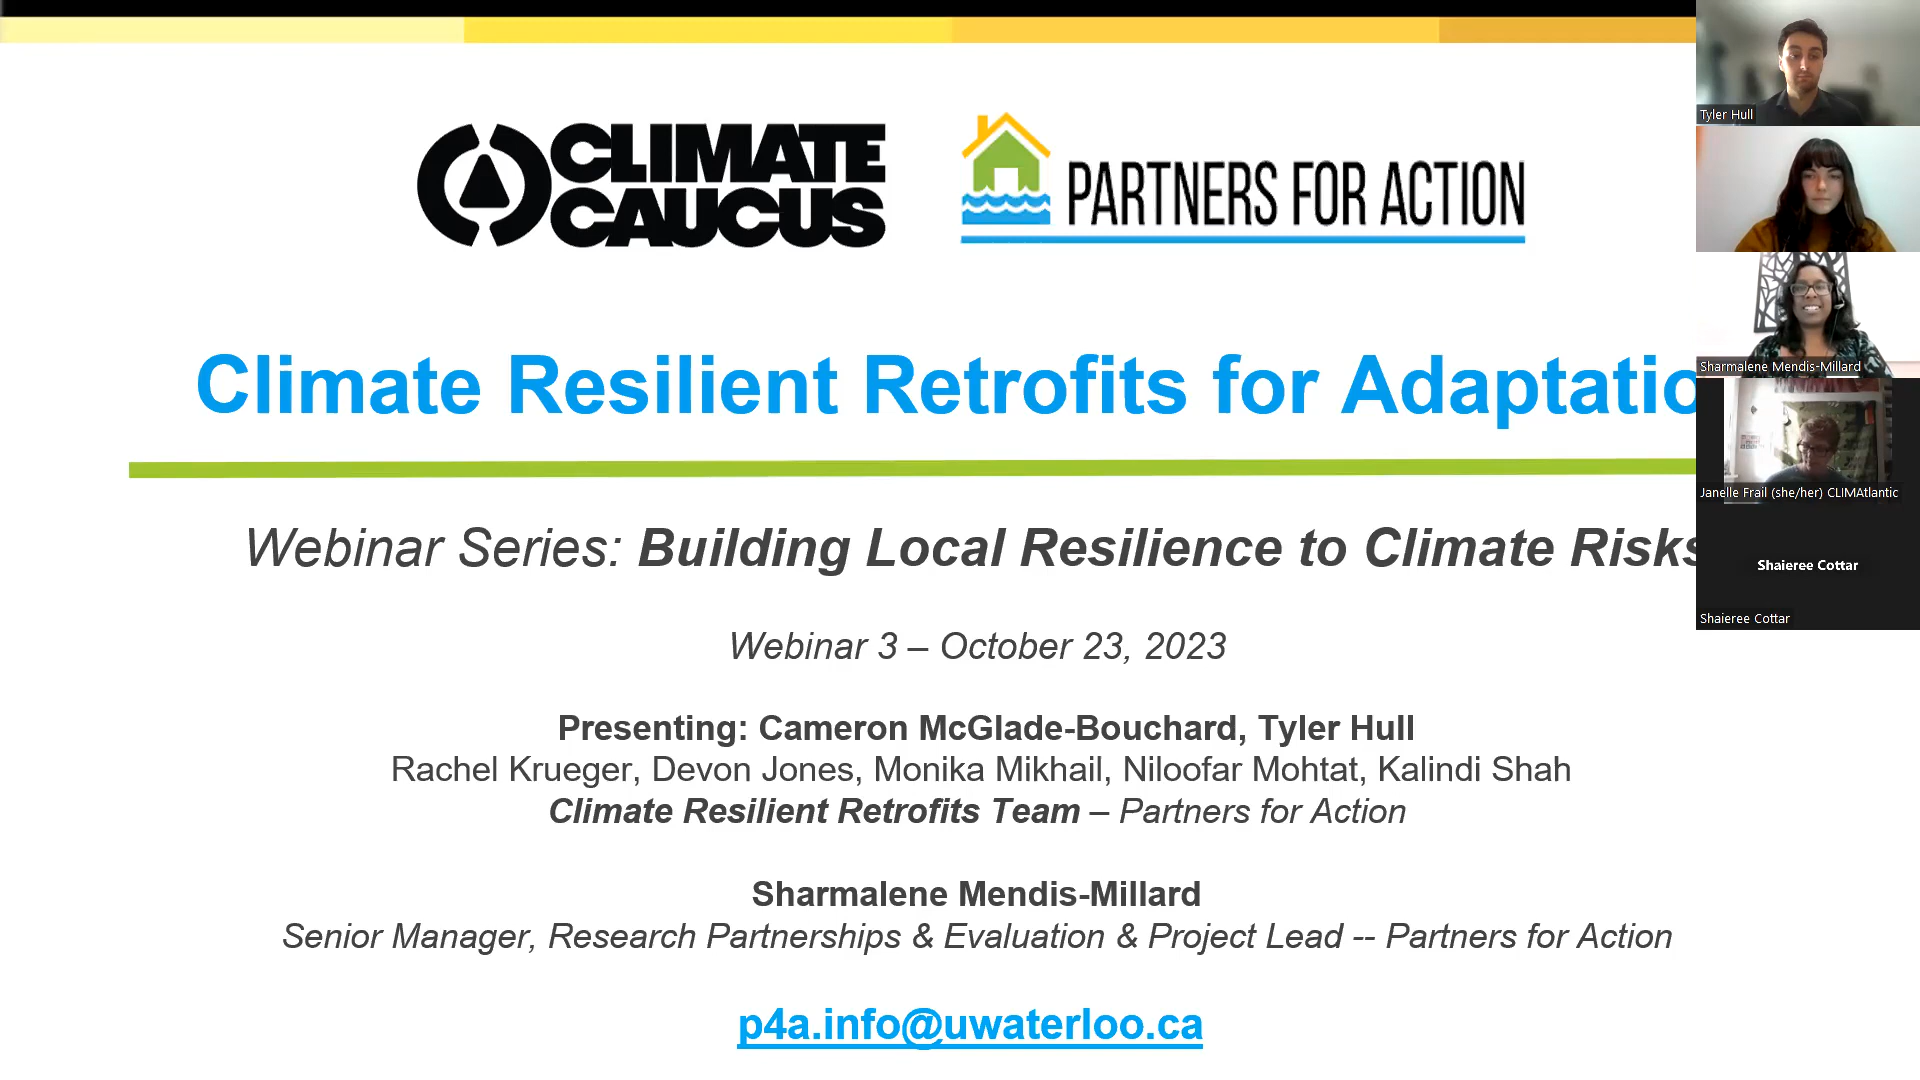 CLIMATE
CAUCUS
PARTNERS FOR ACTION
Climate Resilient Retrofits for Adaptatio
Webinar Series: Building Local Resilience to Climate Risks
Webinar 3 – October 23, 2023
Presenting: Cameron McGlade-Bouchard, Tyler Hull
Rachel Krueger, Devon Jones, Monika Mikhail, Niloofar Mohtat, Kalindi Shah
Climate Resilient Retrofits Team – Partners for Action
Sharmalene Mendis-Millard
Senior Manager, Research Partnerships & Evaluation & Project Lead -- Partners for Action
p4a.info@uwaterloo.ca
Tyler Hull
Sharmalene Mendis-Millard
Janelle Frail (she/her) CLIMAtlantic
Shaieree Cottar
Shaieree Cottar